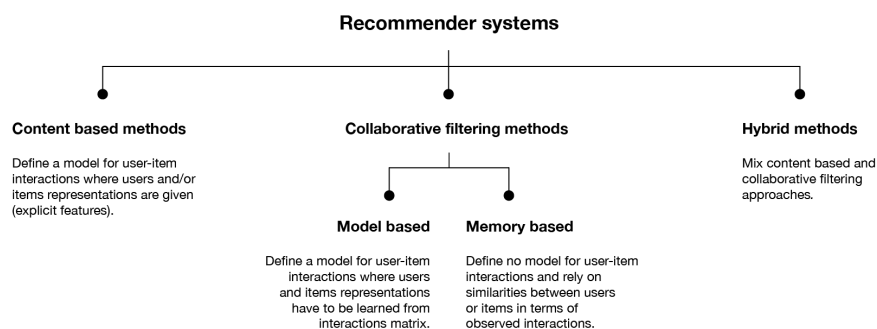 Recommender systems
Content based methods
Define a model for user-item
interactions where users and/or
items representations are given
(explicit features).
Collaborative filtering methods
Model based
Define a model for user-item
interactions where users
and items representations
have to be learned from
interactions matrix.
Memory based
Define no model for user-item
interactions and rely on
similarities between users
or items in terms of
observed interactions.
Hybrid methods
Mix content based and
collaborative filtering
approaches.